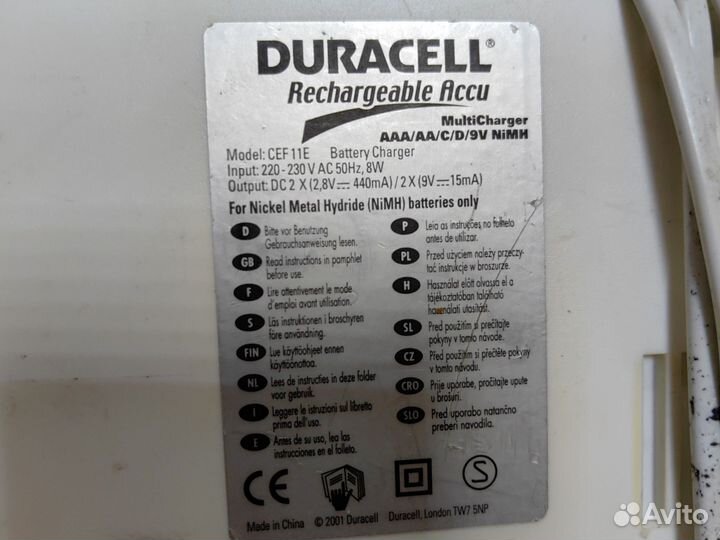 DURACELL®
Rechargeable Accu
MultiCharger
AAA/AA/C/D/9V NiMH
Model: CEF11E Battery Charger
Input: 220-230V AC 50Hz, 8W
Output: DC 2 X (2,8V⎓ 440mA) / 2 X (9V⎓15mA)
For Nickel Metal Hydride (NiMH) batteries only
D Bitte vor Benutzung
Gebrauchsanweisung lesen.
GB Read instructions in pamphlet
before use.
F Lire attentivement le mode
d'emploi avant utilisation.
S Läs instruktionen i broschyren
före användning.
FIN Lue käyttöohjeet ennen
käyttöönottoa.
NL Lees de instructies in deze folder
voor gebruik.
I Leggere le istruzioni sul libretto
prima dell'uso.
E Antes de su uso, lea las
instrucciones en el folleto.
P Leia as instruções no folheto
antes de utilizar.
PL Przed użyciem należy przeczy-
tać instrukcje w broszurze.
H Használat előtt olvassa el a
tájékoztatóban található
használati utasítást.
SL Pred použitím si prečítajte
pokyny v tomto návode.
CZ Před použitím si přečtěte pokyny
v tomto návodě.
CRO Prije uporabe, pročitajte upute
u brošuri.
SLO Pred uporabo natančno
preberi navodila.
CE
S
Made in China © 2001 Duracell Duracell, London TW7 5NP
Avito